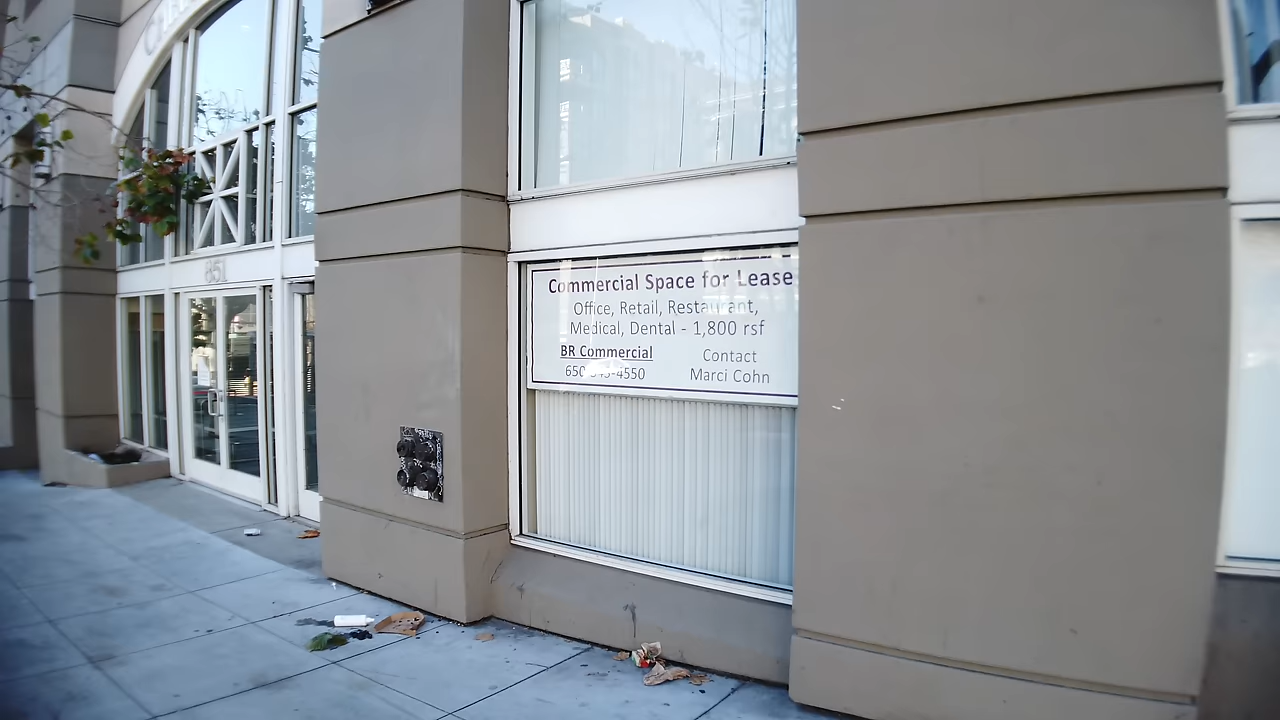 851
Commercial Space for Lease
Office, Retail, Restaurant,
Medical, Dental - 1,800 rsf
BR Commercial
Contact
Marci Cohn